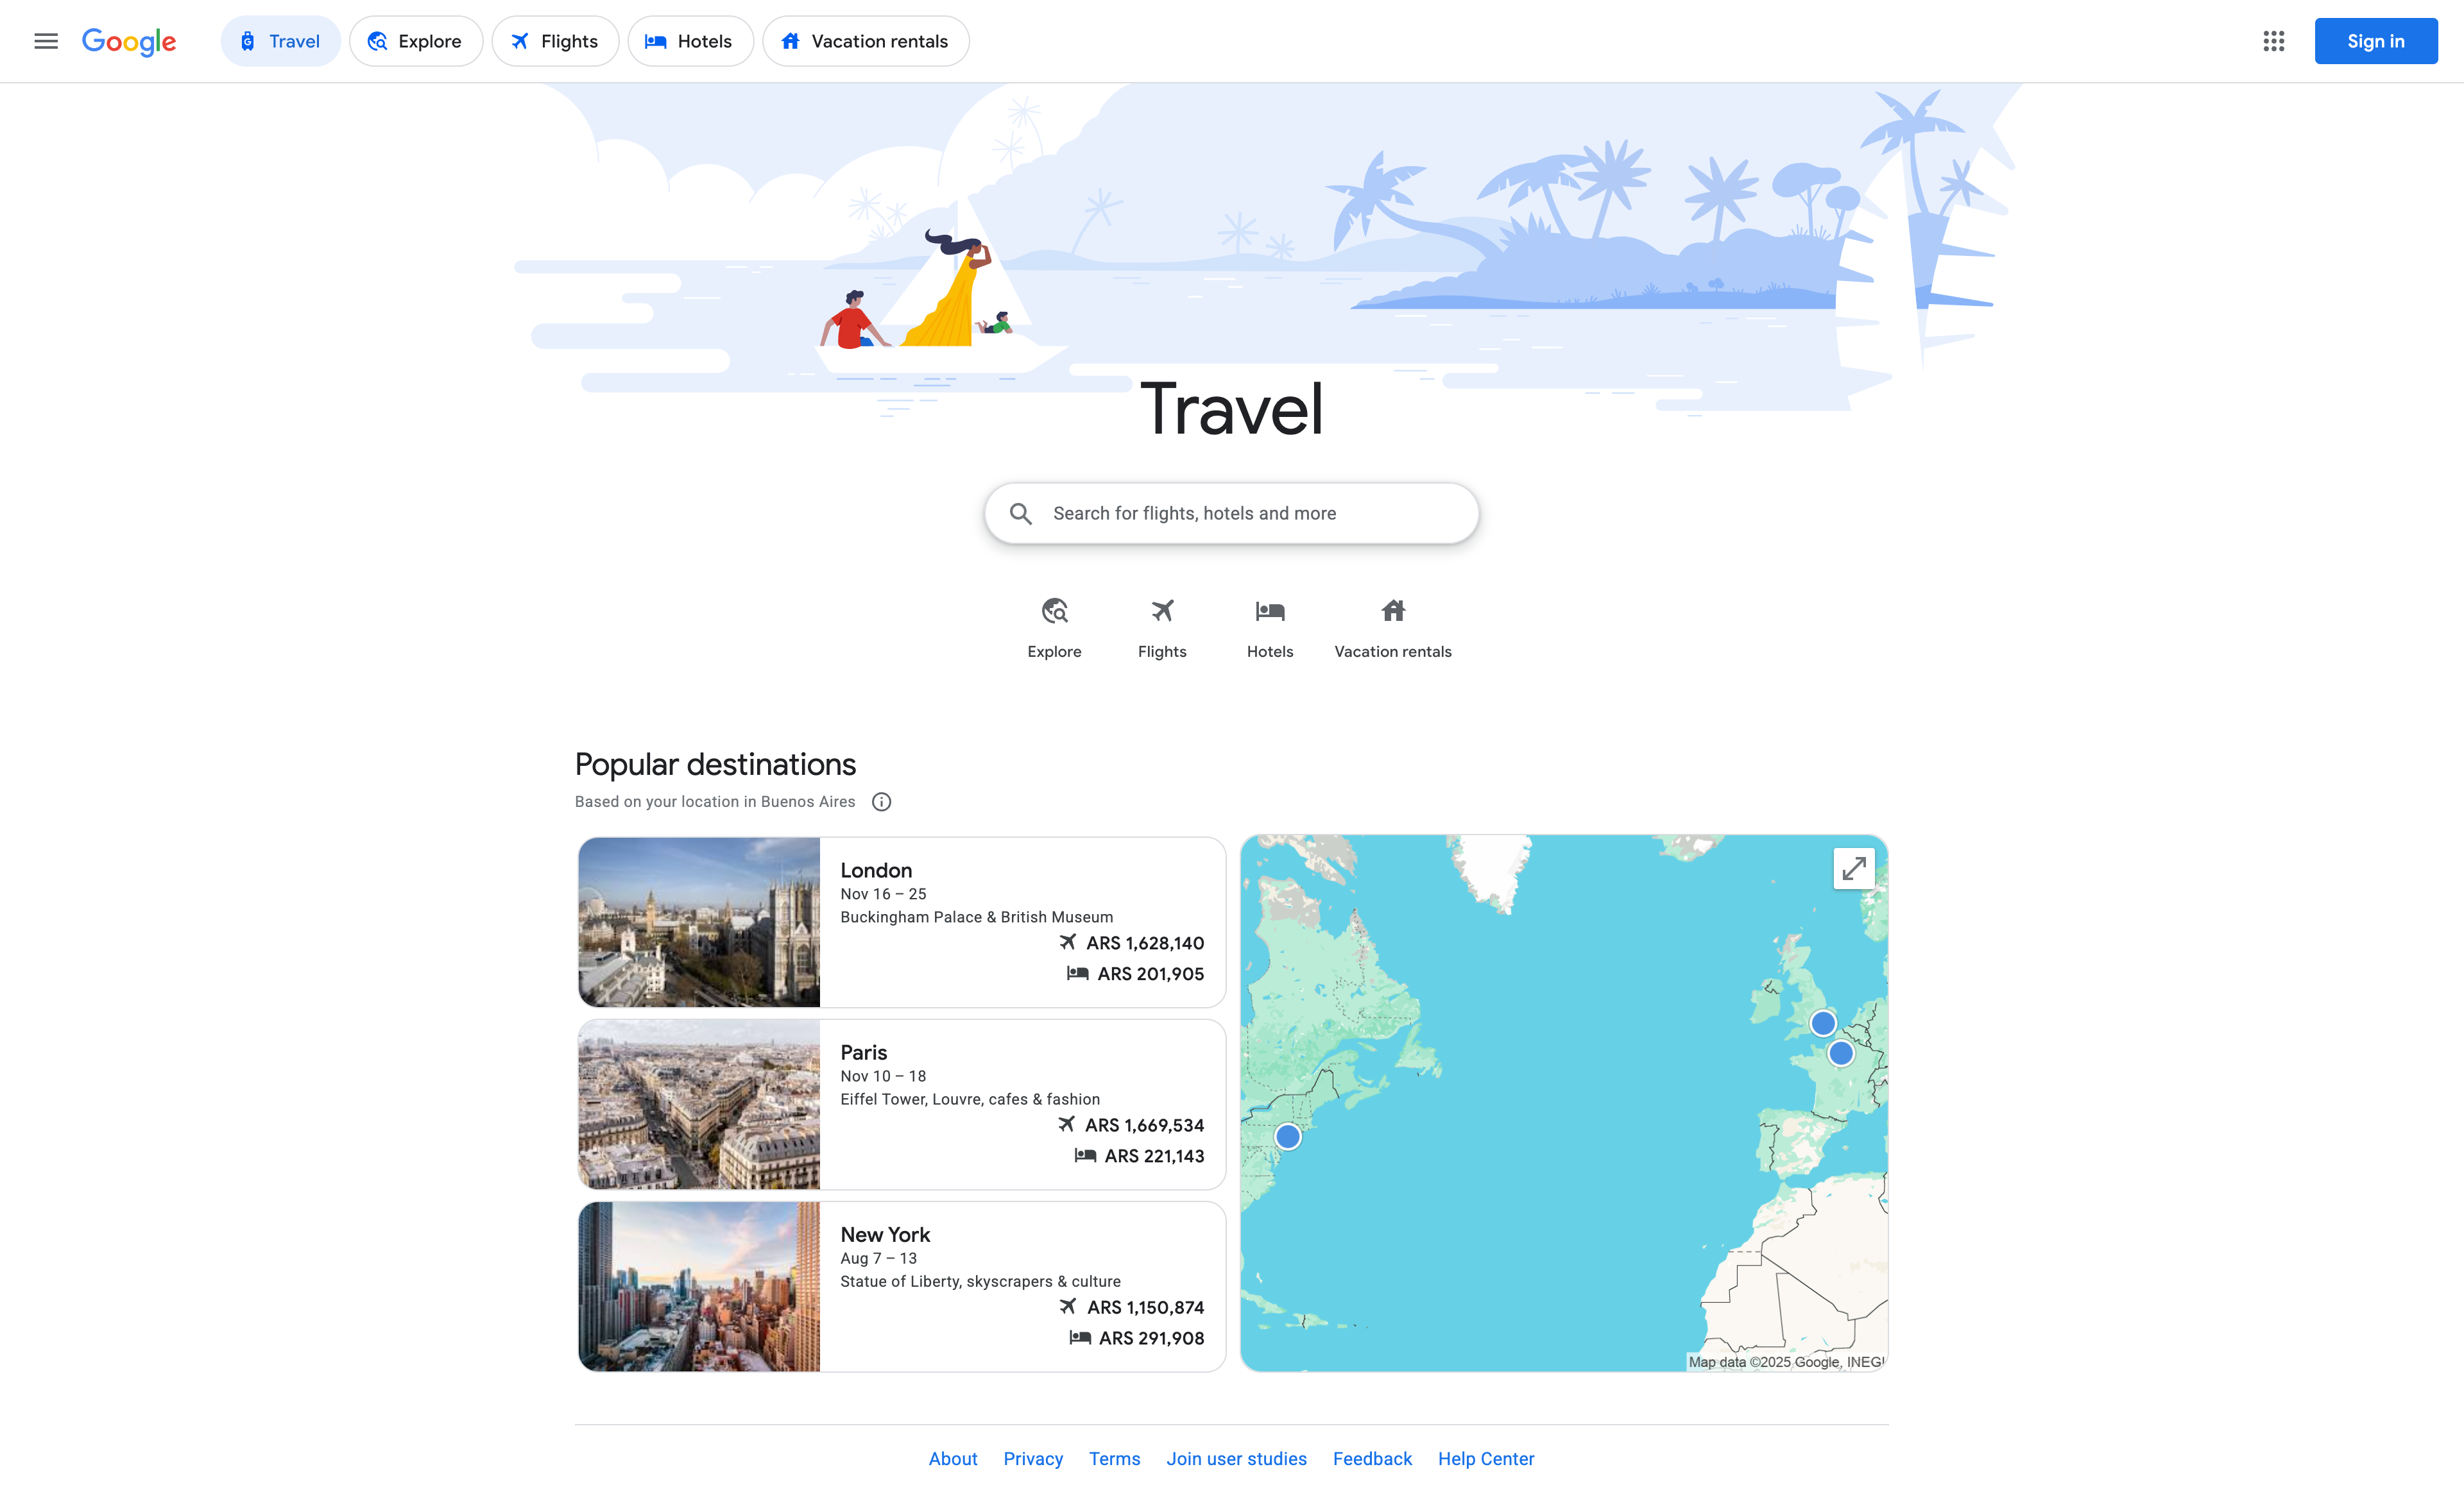 Google
Travel
Explore
Flights
Hotels
Vacation rentals
Sign in
Travel
Search for flights, hotels and more
Explore
Flights
Hotels
Vacation rentals
Popular destinations
Based on your location in Buenos Aires
London
Nov 16 – 25
Buckingham Palace & British Museum
ARS 1,628,140
ARS 201,905
Paris
Nov 10 – 18
Eiffel Tower, Louvre, cafes & fashion
ARS 1,669,534
ARS 221,143
New York
Aug 7 – 13
Statue of Liberty, skyscrapers & culture
ARS 1,150,874
ARS 291,908
Map data ©2025 Google, INEGI
About
Privacy
Terms
Join user studies
Feedback
Help Center